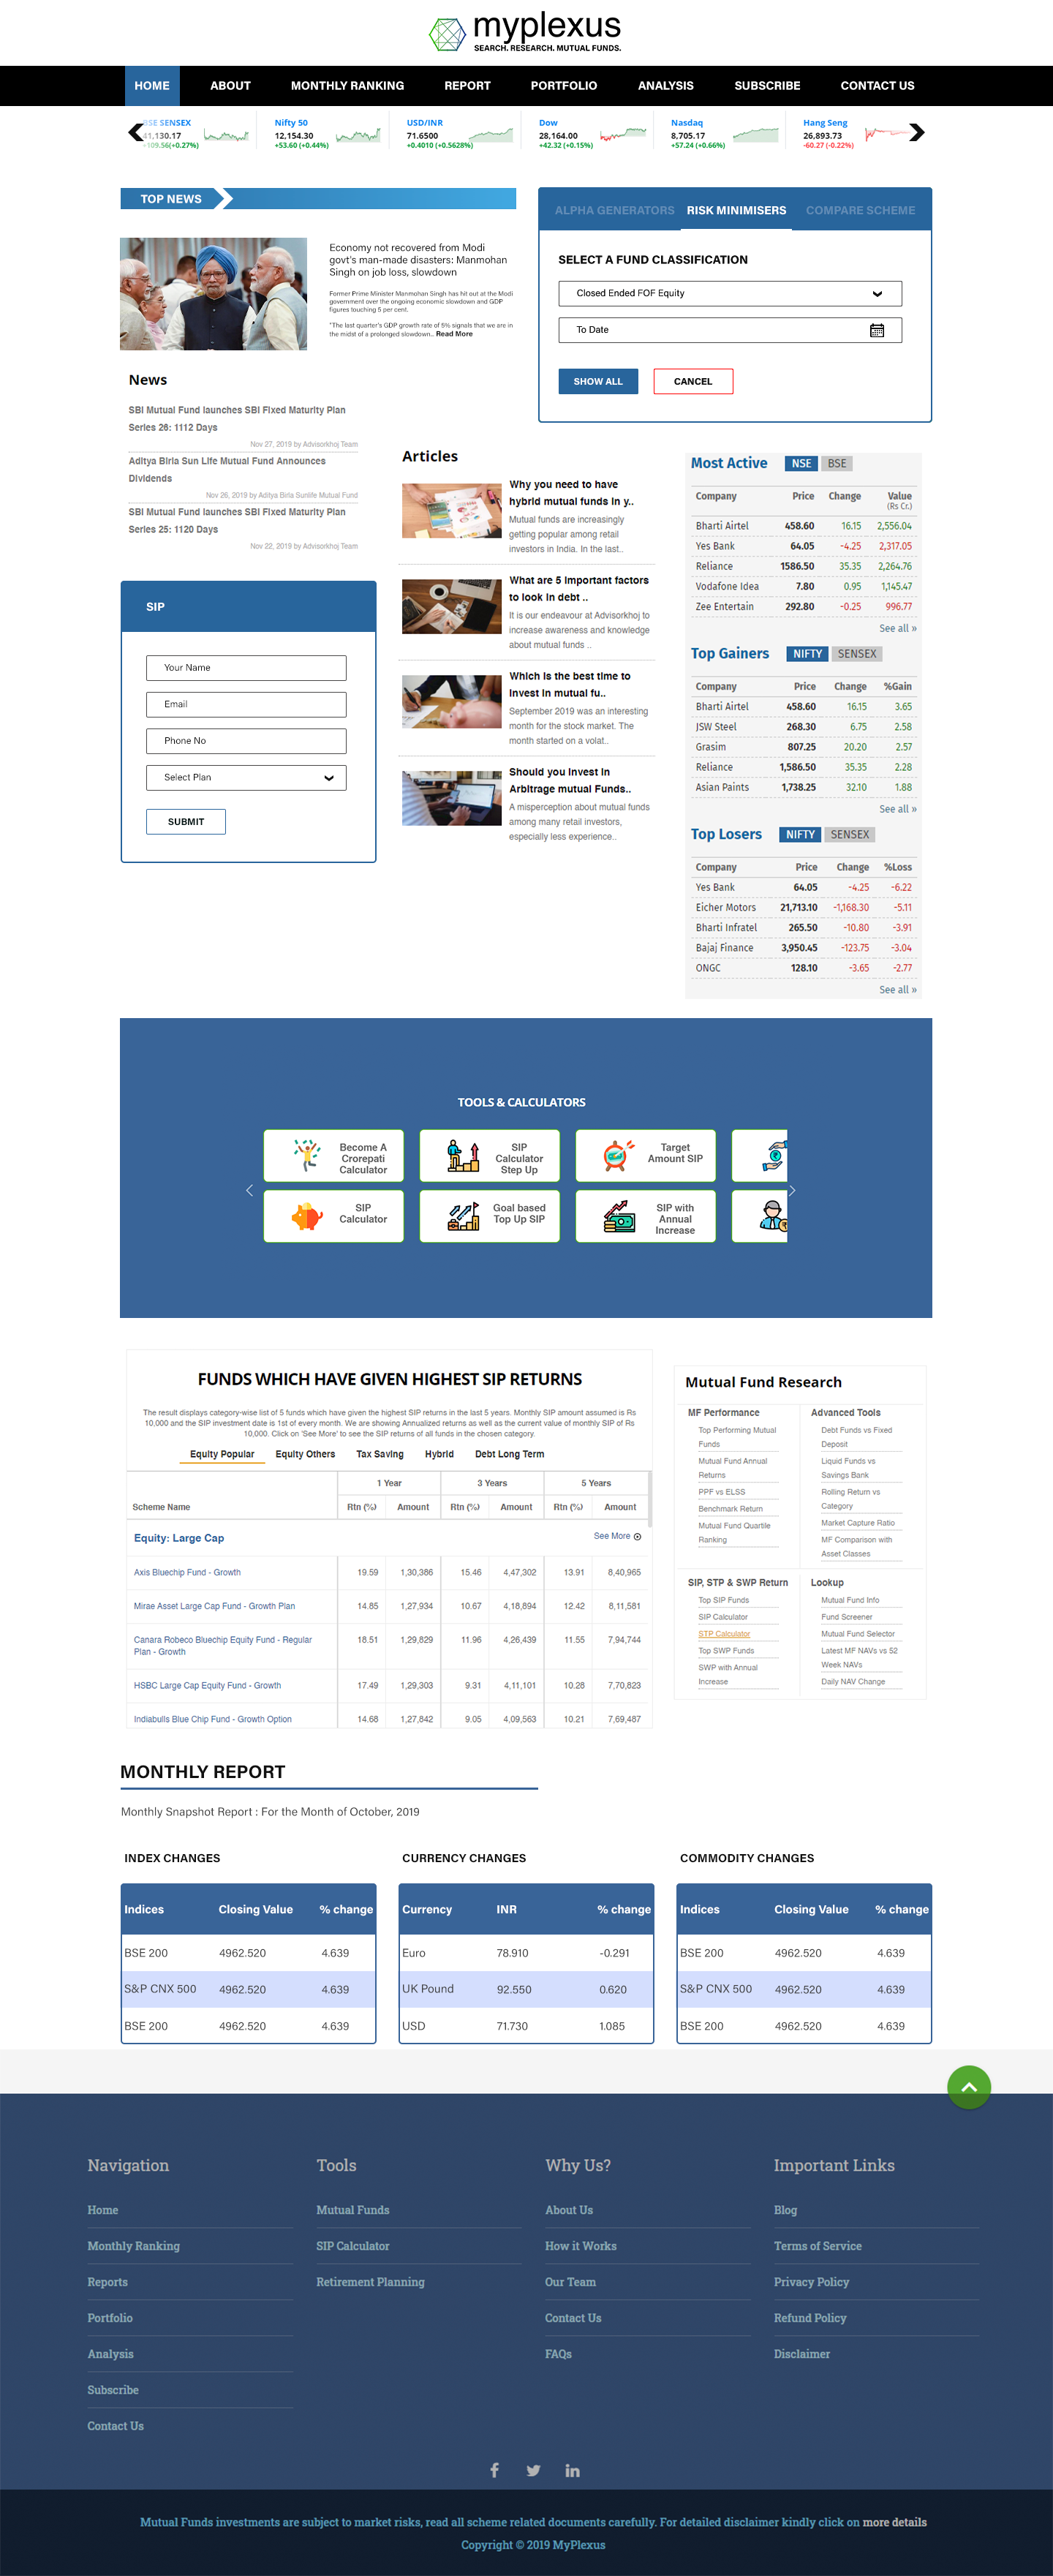 myplexus
SEARCH. RESEARCH. MUTUAL FUNDS.
HOME ABOUT MONTHLY RANKING REPORT PORTFOLIO ANALYSIS SUBSCRIBE CONTACT US
BSE SENSEX
41,130.17
+109.56(+0.27%)
Nifty 50
12,154.30
+53.60 (+0.44%)
USD/INR
71.6500
+0.4010 (+0.5628%)
Dow
28,164.00
+42.32 (+0.15%)
Nasdaq
8,705.17
+57.24 (+0.66%)
Hang Seng
26,893.73
-60.27 (-0.22%)
TOP NEWS
Economy not recovered from Modi
govt's man-made disasters: Manmohan
Singh on job loss, slowdown
Former Prime Minister Manmohan Singh has hit out at the Modi
government over the ongoing economic slowdown and GDP
figures touching 5 per cent.
"The last quarter's GDP growth rate of 5% signals that we are in
the midst of a prolonged slowdown.. Read More
ALPHA GENERATORS RISK MINIMISERS COMPARE SCHEME
SELECT A FUND CLASSIFICATION
Closed Ended FOF Equity
To Date
SHOW ALL CANCEL
News
SBI Mutual Fund launches SBI Fixed Maturity Plan
Series 26: 1112 Days
Nov 27, 2019 by Advisorkhoj Team
Aditya Birla Sun Life Mutual Fund Announces
Dividends
Nov 26, 2019 by Aditya Birla Sunlife Mutual Fund
SBI Mutual Fund launches SBI Fixed Maturity Plan
Series 25: 1120 Days
Nov 22, 2019 by Advisorkhoj Team
SIP
Your Name
Email
Phone No
Select Plan
SUBMIT
Articles
Why you need to have
hybrid mutual funds in y..
Mutual funds are increasingly
getting popular among retail
investors in India. In the last..
What are 5 important factors
to look in debt ..
It is our endeavour at Advisorkhoj to
increase awareness and knowledge
about mutual funds ..
Which is the best time to
invest in mutual fu..
September 2019 was an interesting
month for the stock market. The
month started on a volat..
Should you Invest in
Arbitrage mutual Funds..
A misperception about mutual funds
among many retail investors,
especially less experience..
Most Active NSE BSE
Company Price Change Value
(Rs Cr.)
Bharti Airtel 458.60 16.15 2,556.04
Yes Bank 64.05 -4.25 2,317.05
Reliance 1586.50 35.35 2,264.76
Vodafone Idea 7.80 0.95 1,145.47
Zee Entertain 292.80 -0.25 996.77
See all »
Top Gainers NIFTY SENSEX
Company Price Change %Gain
Bharti Airtel 458.60 16.15 3.65
JSW Steel 268.30 6.75 2.58
Grasim 807.25 20.20 2.57
Reliance 1,586.50 35.35 2.28
Asian Paints 1,738.25 32.10 1.88
See all »
Top Losers NIFTY SENSEX
Company Price Change %Loss
Yes Bank 64.05 -4.25 -6.22
Eicher Motors 21,713.10 -1,168.30 -5.11
Bharti Infratel 265.50 -10.80 -3.91
Bajaj Finance 3,950.45 -123.75 -3.04
ONGC 128.10 -3.65 -2.77
See all »
TOOLS & CALCULATORS
Become A
Crorepati
Calculator
SIP
Calculator
Step Up
Target
Amount SIP
SIP
Calculator
Goal based
Top Up SIP
SIP with
Annual
Increase
FUNDS WHICH HAVE GIVEN HIGHEST SIP RETURNS
The result displays category-wise list of 5 funds which have given the highest SIP returns in the last 5 years. Monthly SIP amount assumed is Rs
10,000 and the SIP investment date is 1st of every month. We are showing Annualized returns as well as the current value of monthly SIP of Rs
10,000. Click on 'See More' to see the SIP returns of all funds in the chosen category.
Equity Popular Equity Others Tax Saving Hybrid Debt Long Term
1 Year 3 Years 5 Years
Scheme Name Rtn (%) Amount Rtn (%) Amount Rtn (%) Amount
Equity: Large Cap See More
Axis Bluechip Fund - Growth 19.59 1,30,386 15.46 4,47,302 13.91 8,40,965
Mirae Asset Large Cap Fund - Growth Plan 14.85 1,27,934 10.67 4,18,894 12.42 8,11,581
Canara Robeco Bluechip Equity Fund - Regular
Plan - Growth 18.51 1,29,829 11.96 4,26,439 11.55 7,94,744
HSBC Large Cap Equity Fund - Growth 17.49 1,29,303 9.31 4,11,101 10.28 7,70,823
Indiabulls Blue Chip Fund - Growth Option 14.68 1,27,842 9.05 4,09,563 10.21 7,69,487
Mutual Fund Research
MF Performance
Top Performing Mutual
Funds
Mutual Fund Annual
Returns
PPF vs ELSS
Benchmark Return
Mutual Fund Quartile
Ranking
Advanced Tools
Debt Funds vs Fixed
Deposit
Liquid Funds vs
Savings Bank
Rolling Return vs
Category
Market Capture Ratio
MF Comparison with
Asset Classes
SIP, STP & SWP Return
Top SIP Funds
SIP Calculator
STP Calculator
Top SWP Funds
SWP with Annual
Increase
Lookup
Mutual Fund Info
Fund Screener
Mutual Fund Selector
Latest MF NAVs vs 52
Week NAVs
Daily NAV Change
MONTHLY REPORT
Monthly Snapshot Report : For the Month of October, 2019
INDEX CHANGES
Indices Closing Value % change
BSE 200 4962.520 4.639
S&P CNX 500 4962.520 4.639
BSE 200 4962.520 4.639
CURRENCY CHANGES
Currency INR % change
Euro 78.910 -0.291
UK Pound 92.550 0.620
USD 71.730 1.085
COMMODITY CHANGES
Indices Closing Value % change
BSE 200 4962.520 4.639
S&P CNX 500 4962.520 4.639
BSE 200 4962.520 4.639
Navigation
Home
Monthly Ranking
Reports
Portfolio
Analysis
Subscribe
Contact Us
Tools
Mutual Funds
SIP Calculator
Retirement Planning
Why Us?
About Us
How it Works
Our Team
Contact Us
FAQs
Important Links
Blog
Terms of Service
Privacy Policy
Refund Policy
Disclaimer
Mutual Funds investments are subject to market risks, read all scheme related documents carefully. For detailed disclaimer kindly click on more details
Copyright © 2019 MyPlexus